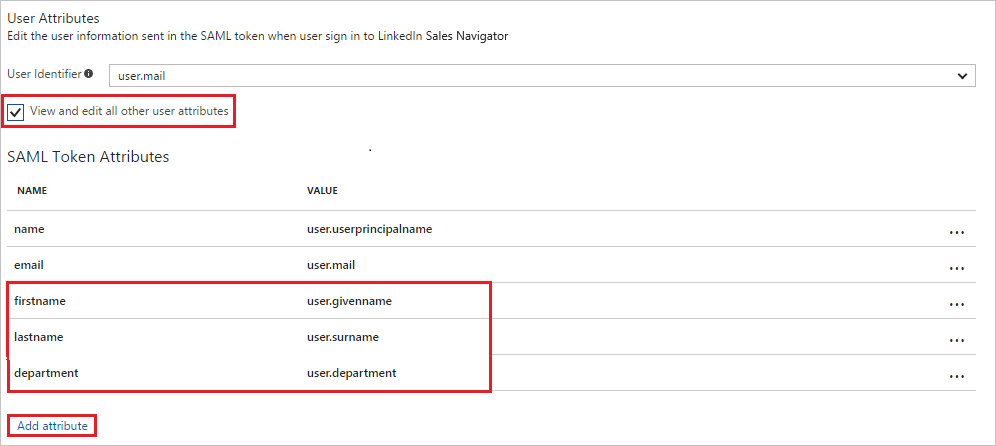 User Attributes
Edit the user information sent in the SAML token when user sign in to LinkedIn Sales Navigator
User Identifier
user.mail
View and edit all other user attributes
SAML Token Attributes
NAME VALUE
name user.userprincipalname ...
email user.mail ...
firstname user.givenname ...
lastname user.surname ...
department user.department ...
Add attribute